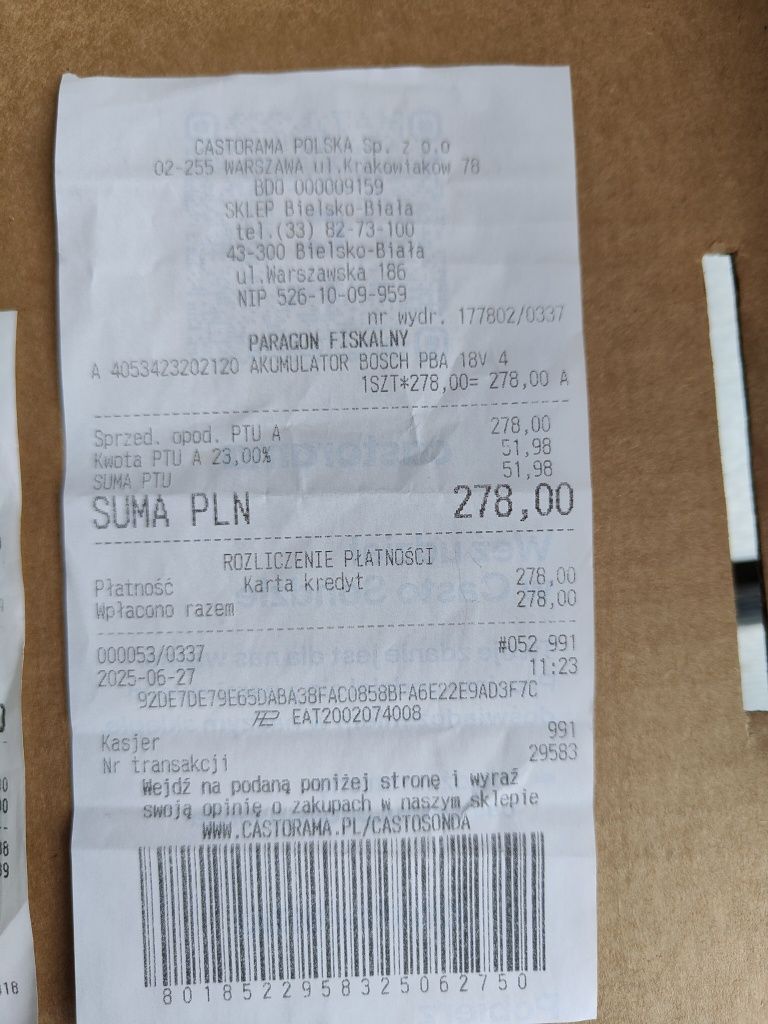 CASTORAMA POLSKA Sp. z o.o
02-255 WARSZAWA ul.Krakowiaków 78
BDO 000009159
SKLEP Bielsko-Biała
tel.(33) 82-73-100
43-300 Bielsko-Biała
ul.Warszawska 186
NIP 526-10-09-959
nr wydr. 177802/0337
PARAGON FISKALNY
A 4053423202120 AKUMULATOR BOSCH PBA 18V 4
1SZT*278,00= 278,00 A
Sprzed. opod. PTU A 278,00
Kwota PTU A 23,00% 51,98
SUMA PTU 51,98
SUMA PLN 278,00
ROZLICZENIE PŁATNOŚCI
Płatność Karta kredyt 278,00
Wpłacono razem 278,00
000053/0337 #052 991
2025-06-27 11:23
92DE7DE79E65DABA38FAC0858BFA6E22E9AD3F7C
EAT2002074008
Kasjer 991
Nr transakcji 29583
Wejdź na podaną poniżej stronę i wyraź
swoją opinię o zakupach w naszym sklepie
WWW.CASTORAMA.PL/CASTOSONDA
8018522958325062750